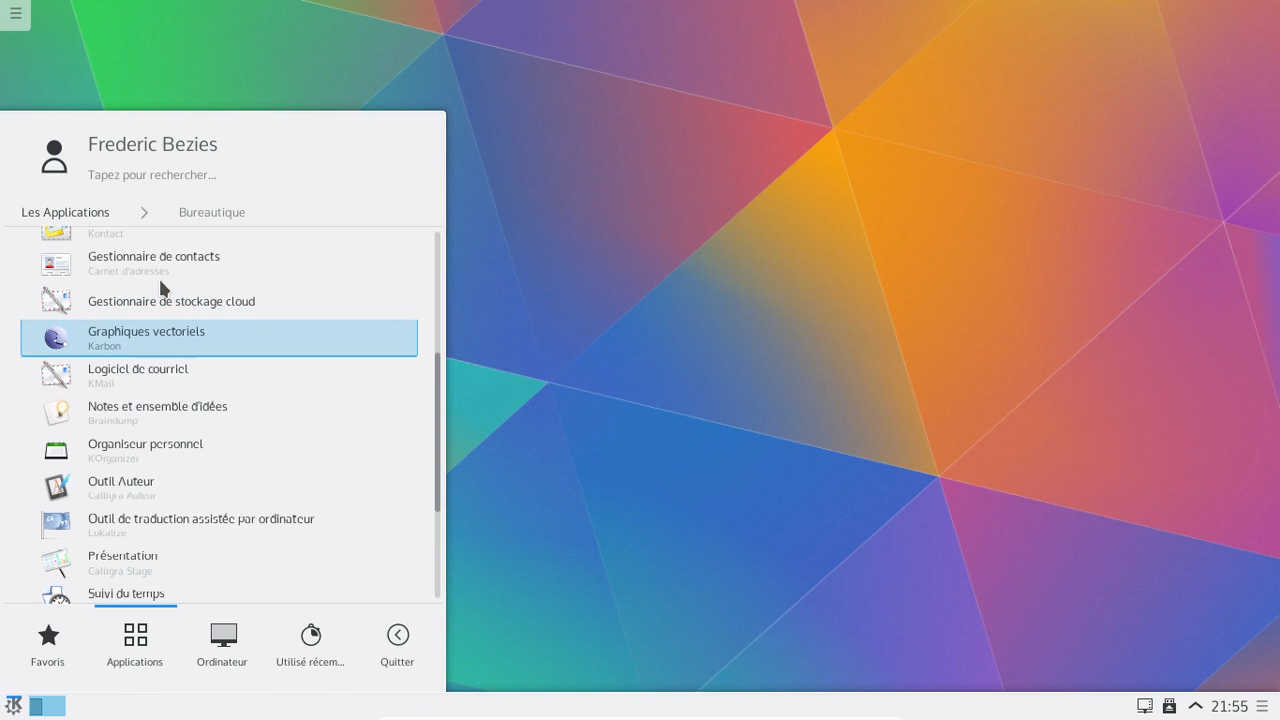 Frederic Bezies
Tapez pour rechercher...
Les Applications
Bureautique
Kontact
Gestionnaire de contacts
Carnet d'adresses
Gestionnaire de stockage cloud
Graphiques vectoriels
Karbon
Logiciel de courriel
KMail
Notes et ensemble d'idées
Braindump
Organiseur personnel
KOrganizer
Outil Auteur
Calligra Auteur
Outil de traduction assistée par ordinateur
Lokalize
Présentation
Calligra Stage
Suivi du temps
Favoris
Applications
Ordinateur
Utilisé récem...
Quitter
21:55